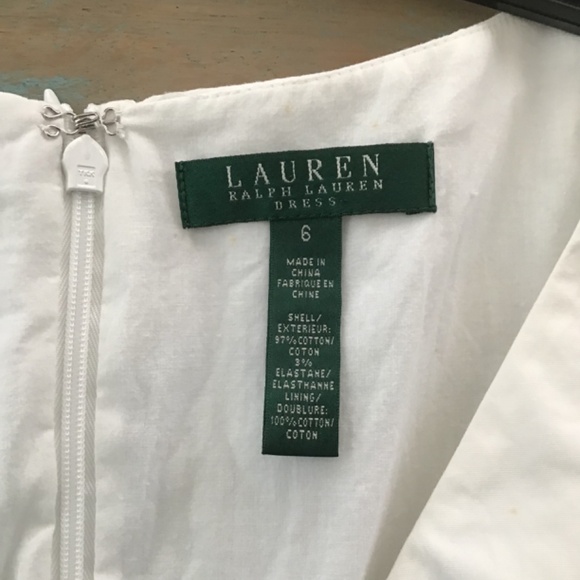 LAUREN
RALPH LAUREN
DRESS
6
MADE IN
CHINA
FABRIQUE EN
CHINE
SHELL/
EXTERIEUR:
97% COTTON/
COTON
3%
ELASTANE/
ELASTHANNE
LINING/
DOUBLURE:
100% COTTON/
COTON
YKK